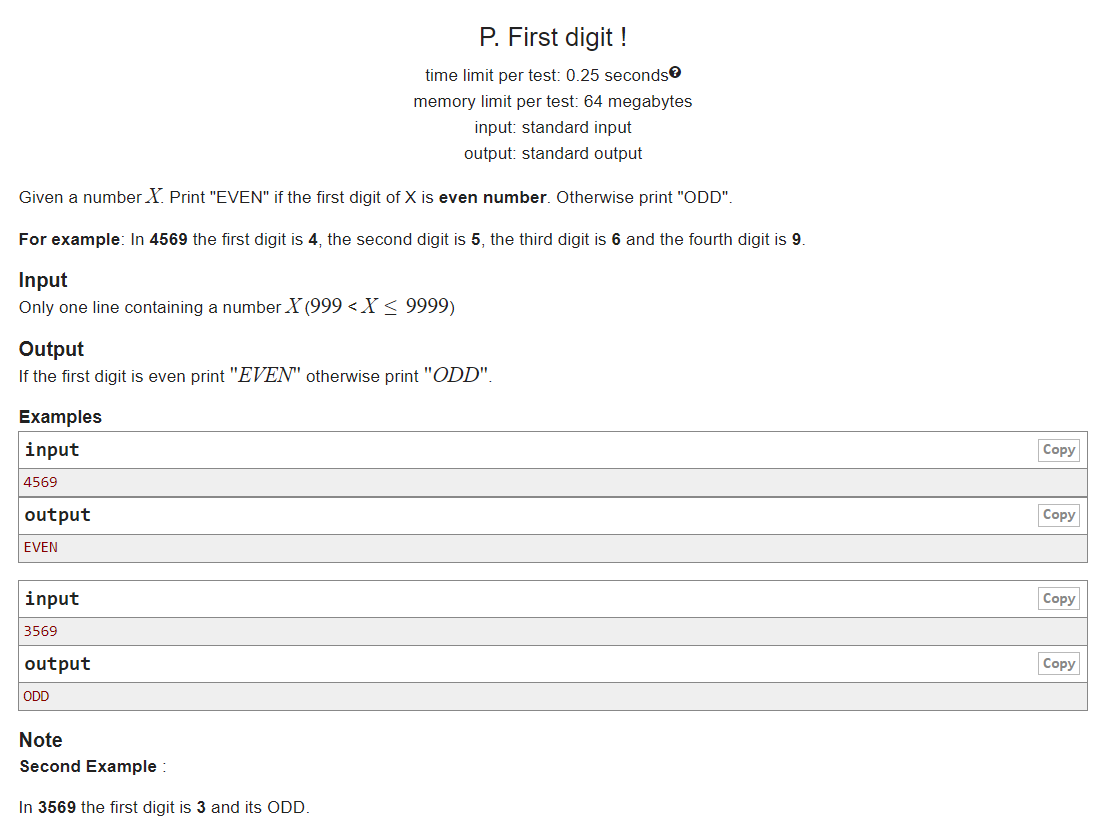 P. First digit !
time limit per test: 0.25 seconds?
memory limit per test: 64 megabytes
input: standard input
output: standard output
Given a number X. Print "EVEN" if the first digit of X is even number. Otherwise print "ODD".
For example: In 4569 the first digit is 4, the second digit is 5, the third digit is 6 and the fourth digit is 9.
Input
Only one line containing a number X (999 < X ≤ 9999)
Output
If the first digit is even print "EVEN" otherwise print "ODD".
Examples
input Copy
4569
output Copy
EVEN
input Copy
3569
output Copy
ODD
Note
Second Example :
In 3569 the first digit is 3 and its ODD.